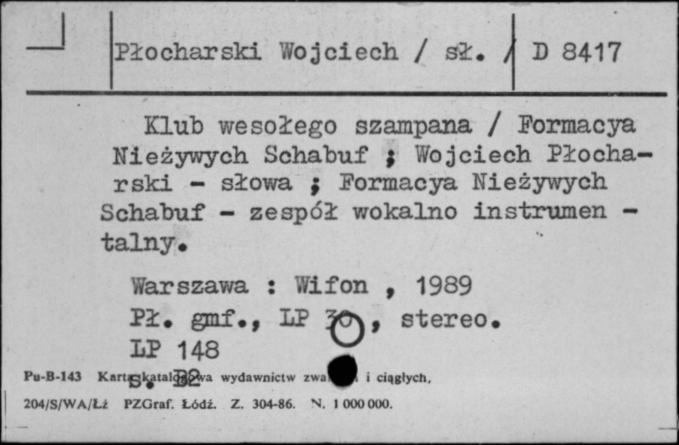 Płocharski Wojciech / sł. / D 8417
Klub wesołego szampana / Formacya
Nieżywych Schabuf ; Wojciech Płocha-
rski - słowa ; Formacya Nieżywych
Schabuf - zespół wokalno instrumen -
talny.
Warszawa : Wifon , 1989
Pł. gmf., LP 30 , stereo.
LP 148
s. B2
Pu-B-143 Karta katalogowa wydawnictw i ciągłych,
204/S/WA/Łź PZGraf. Łódź. Z. 304-86. N. 1 000 000.